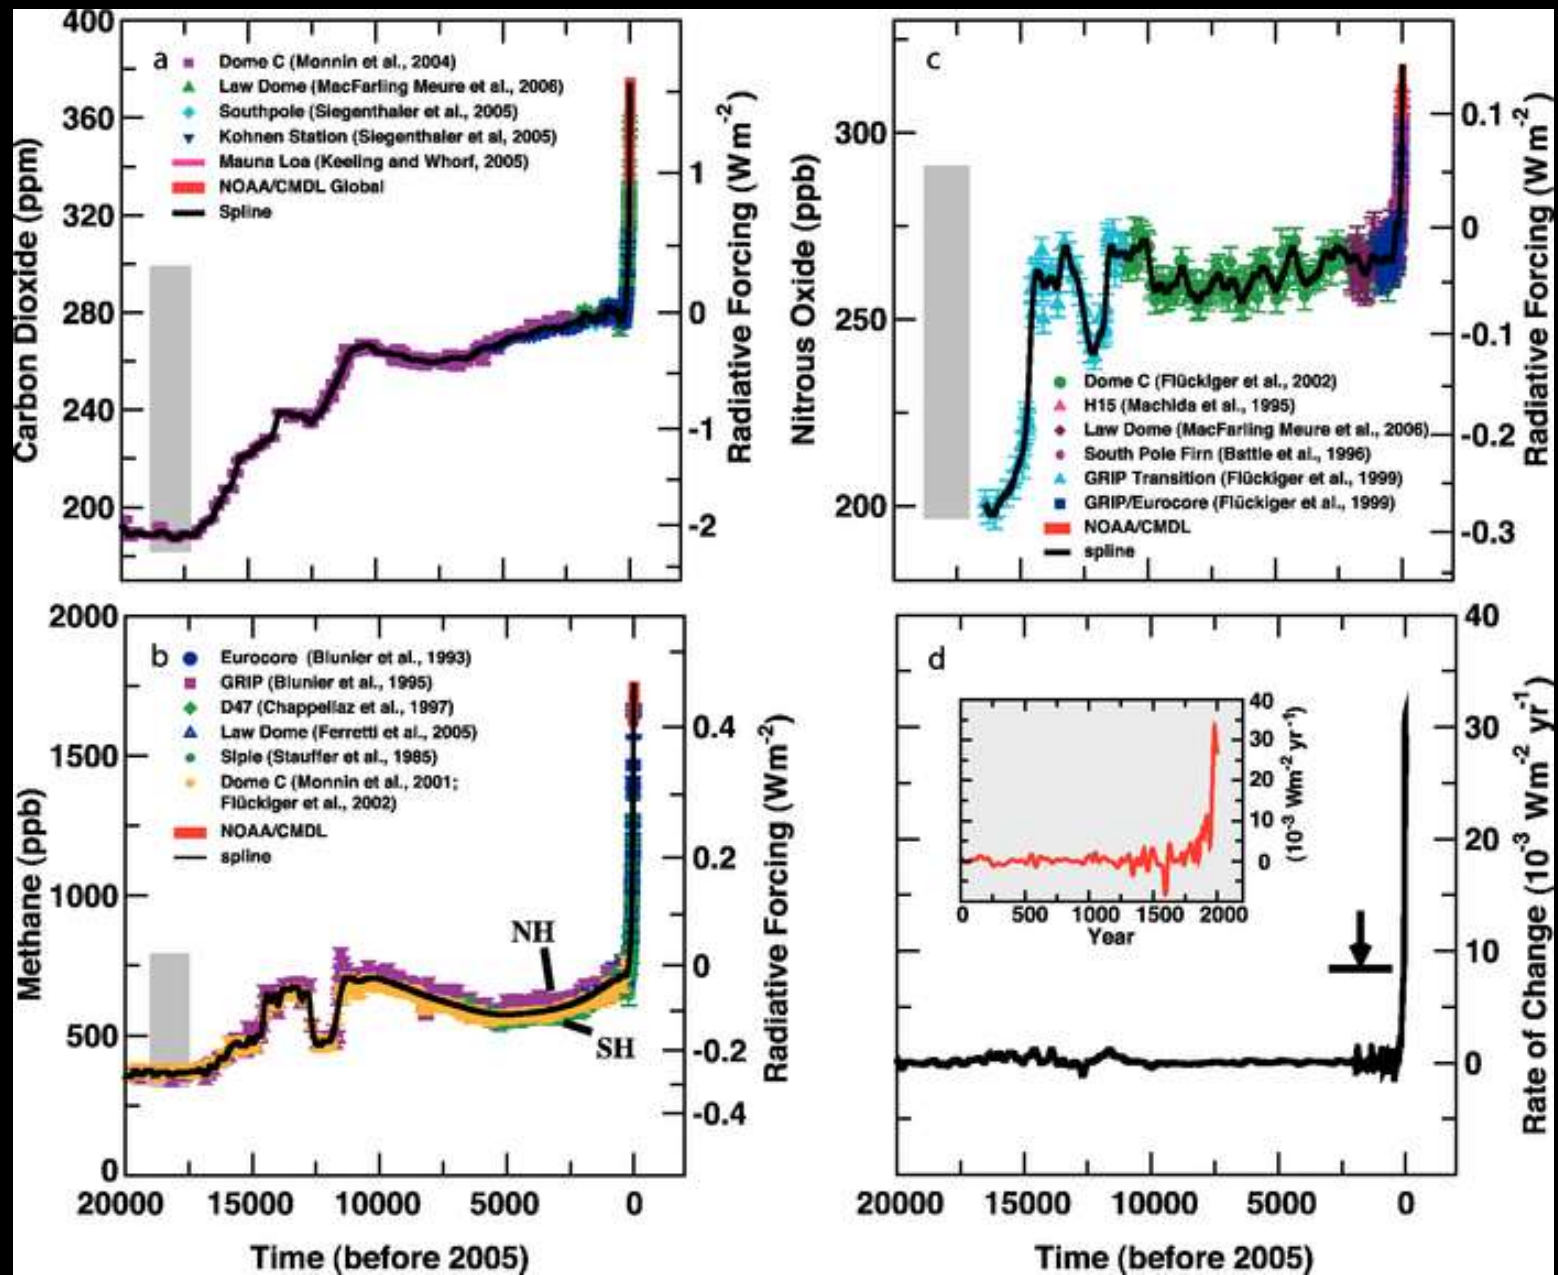 a
Dome C (Monnin et al., 2004)
Law Dome (MacFarling Meure et al., 2006)
Southpole (Siegenthaler et al., 2005)
Kohnen Station (Siegenthaler et al, 2005)
Mauna Loa (Keeling and Whorf, 2005)
NOAA/CMDL Global
Spline
400
360
320
280
240
200
Carbon Dioxide (ppm)
1
0
-1
-2
Radiative Forcing (Wm-2)
c
300
250
200
Nitrous Oxide (ppb)
Dome C (Flückiger et al., 2002)
H15 (Machida et al., 1995)
Law Dome (MacFarling Meure et al., 2006)
South Pole Firn (Battle et al., 1996)
GRIP Transition (Flückiger et al., 1999)
GRIP/Eurocore (Flückiger et al., 1999)
NOAA/CMDL
spline
0.1
0
-0.1
-0.2
-0.3
Radiative Forcing (Wm-2)
b
Eurocore (Blunier et al., 1993)
GRIP (Blunier et al., 1995)
D47 (Chappellaz et al., 1997)
Law Dome (Ferretti et al., 2005)
Siple (Stauffer et al., 1985)
Dome C (Monnin et al., 2001;
Flückiger et al., 2002)
NOAA/CMDL
spline
2000
1500
1000
500
0
Methane (ppb)
NH
SH
0.4
0.2
0
-0.2
-0.4
Radiative Forcing (Wm-2)
20000 15000 10000 5000 0
Time (before 2005)
d
40
30
20
10
0
(10-3 Wm-2 yr-1)
0 500 1000 1500 2000
Year
40
30
20
10
0
Rate of Change (10-3 Wm-2 yr-1)
20000 15000 10000 5000 0
Time (before 2005)